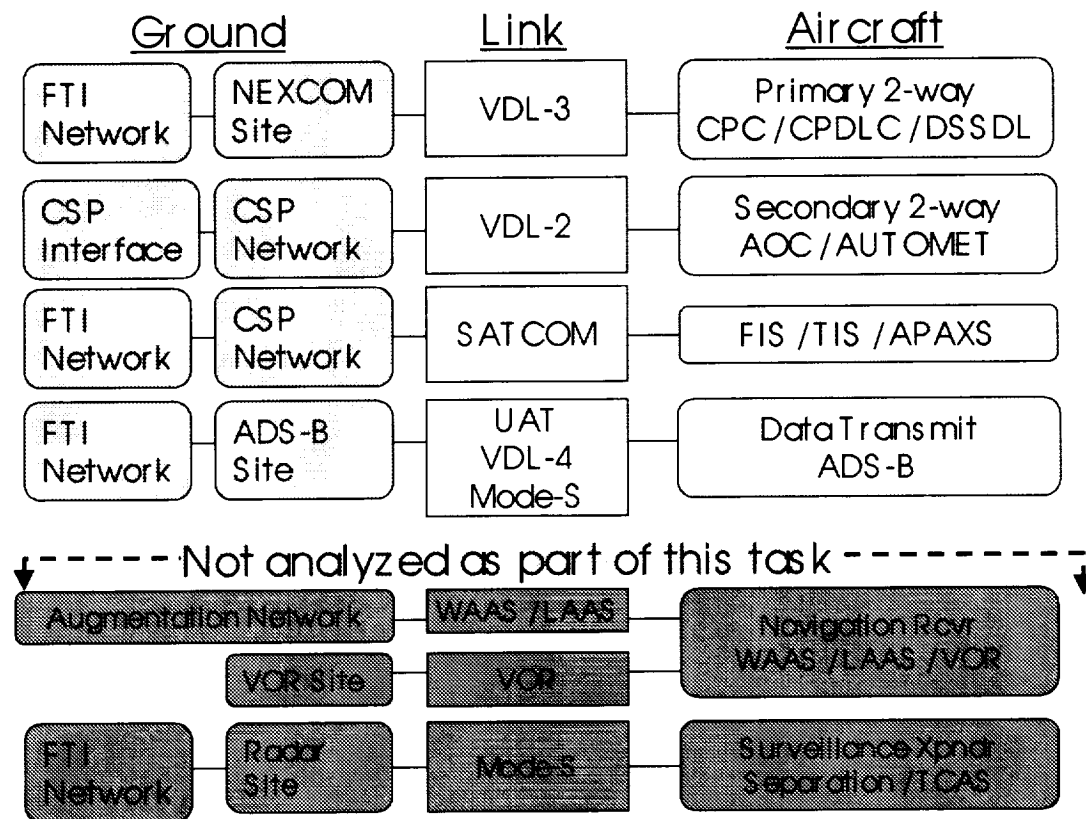 Ground Link Aircraft
FTI
Network
NEXCOM
Site
VDL-3
Primary 2-way
CPC/CPDLC/DSSDL
CSP
Interface
CSP
Network
VDL-2
Secondary 2-way
AOC/AUTOMET
FTI
Network
CSP
Network
SATCOM
FIS/TIS/APAXS
FTI
Network
ADS-B
Site
UAT
VDL-4
Mode-S
Data Transmit
ADS-B
Not analyzed as part of this task
Augmentation Network
WAAS/LAAS
Navigation Rcvr
WAAS/LAAS/VOR
VOR Site
VOR
FTI
Network
Radar
Site
Mode-S
Surveillance Xpndr
Separation/TCAS